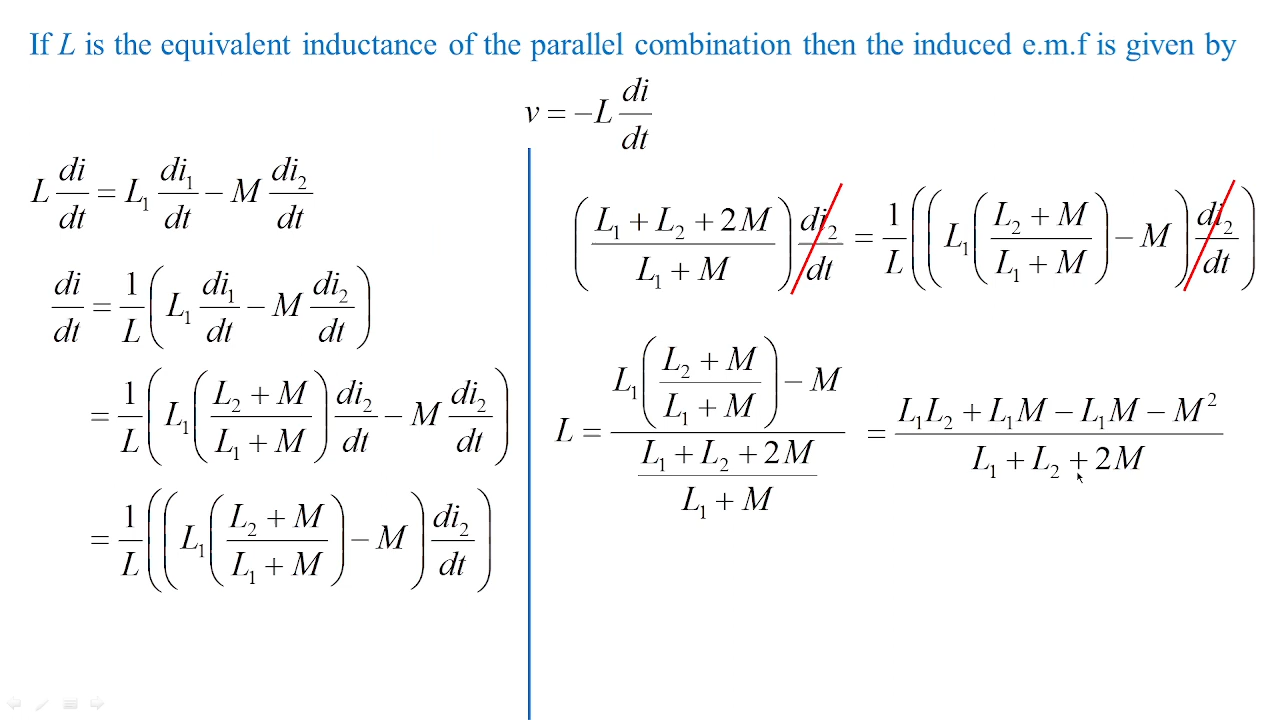 If L is the equivalent inductance of the parallel combination then the induced e.m.f is given by
v = −L di/dt
L di/dt = L₁ di₁/dt − M di₂/dt
di/dt = 1/L (L₁ di₁/dt − M di₂/dt)
= 1/L (L₁ ((L₂ + M)/(L₁ + M)) di₂/dt − M di₂/dt)
= 1/L ((L₁ ((L₂ + M)/(L₁ + M)) − M) di₂/dt)
((L₁ + L₂ + 2M)/(L₁ + M)) di₂/dt = 1/L ((L₁ ((L₂ + M)/(L₁ + M)) − M) di₂/dt)
L = (L₁ ((L₂ + M)/(L₁ + M)) − M)/((L₁ + L₂ + 2M)/(L₁ + M)) = (L₁L₂ + L₁M − L₁M − M²)/(L₁ + L₂ + 2M)